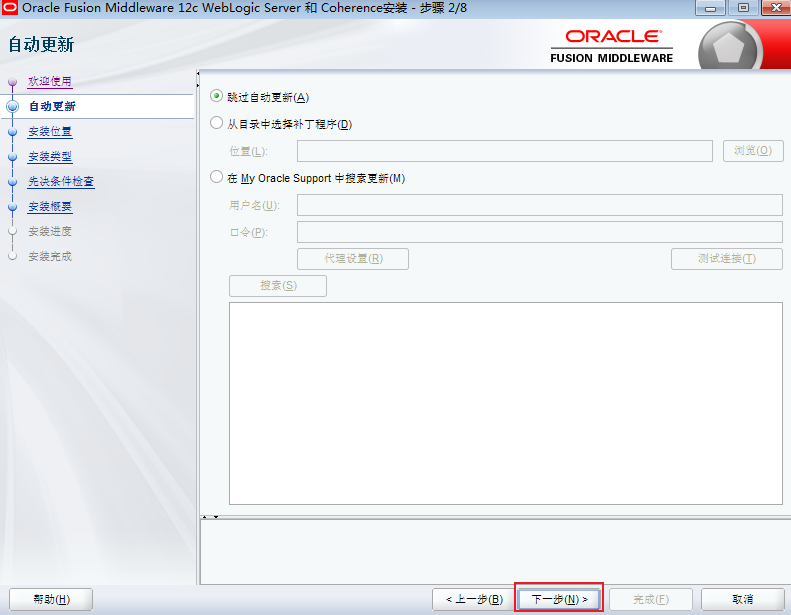 Oracle Fusion Middleware 12c WebLogic Server 和 Coherence安装 - 步骤 2/8
自动更新
ORACLE
FUSION MIDDLEWARE
欢迎使用
自动更新
安装位置
安装类型
先决条件检查
安装概要
安装进度
安装完成
跳过自动更新(A)
从目录中选择补丁程序(D)
位置(L):
浏览(O)
在 My Oracle Support 中搜索更新(M)
用户名(U):
口令(P):
代理设置(R)
测试连接(T)
搜索(S)
帮助(H)
< 上一步(B)
下一步(N) >
完成(F)
取消